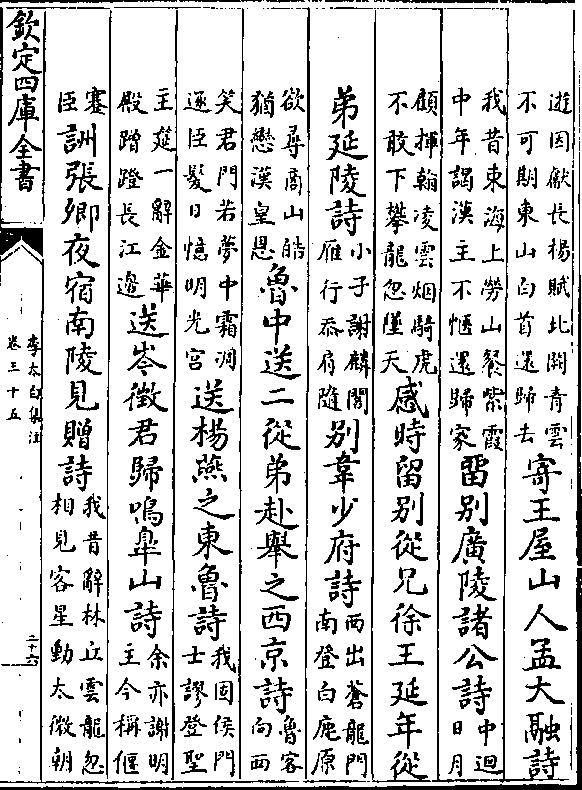 遊因獻長楊賦北闕青雲
不可期東山白首還歸去
寄王屋山人孟大融詩
我昔東海上勞山餐紫霞
中年謁漢主不愜還歸家
留別廣陵諸公詩
中迴
日月
顧揮翰凌雲烟騎虎
不敢下攀龍忽墮天
感時留別從兄徐王延年從
弟延陵詩
小子謝麟閣
雁行忝肩隨
別韋少府詩
西出蒼龍門
南登白鹿原
欲尋商山皓
猶戀漢皇恩
魯中送二從弟赴舉之西京詩
魯客
向西
笑君門若夢中霜凋
逐臣髮日憶明光宮
送楊燕之東魯詩
我固侯門
士謬登聖
主筵一辭金華
殿蹭蹬長江邊
送岑徵君歸鳴臯山詩
余亦謝明
主今稱偃
蹇
臣
詶張卿夜宿南陵見贈詩
我昔辭林丘雲龍忽
相見客星動太微朝
欽定四庫全書
李太白集注
卷三十五
二十六